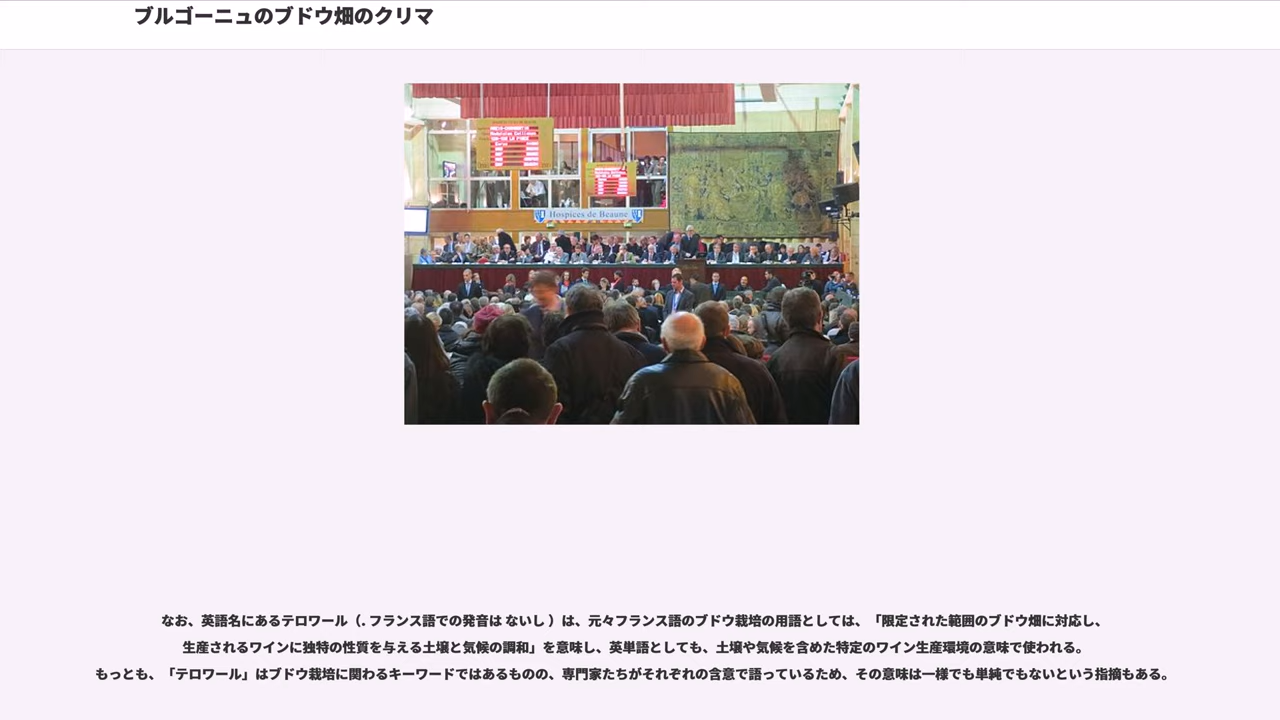 ブルゴーニュのブドウ畑のクリマ
Hospices de Beaune
なお、英語名にあるテロワール（. フランス語での発音は ないし ）は、元々フランス語のブドウ栽培の用語としては、「限定された範囲のブドウ畑に対応し、
生産されるワインに独特の性質を与える土壌と気候の調和」を意味し、英単語としても、土壌や気候を含めた特定のワイン生産環境の意味で使われる。
もっとも、「テロワール」はブドウ栽培に関わるキーワードではあるものの、専門家たちがそれぞれの含意で語っているため、その意味は一様でも単純でもないという指摘もある。